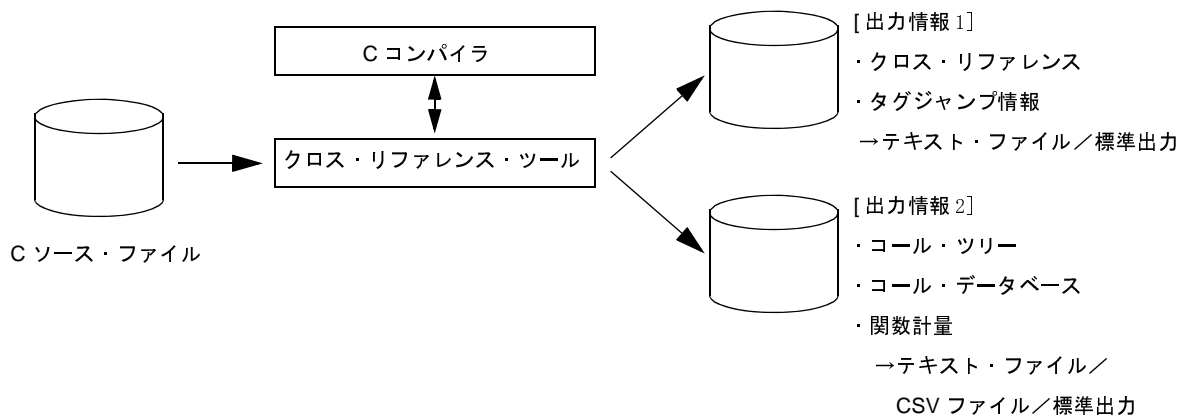 C ソース・ファイル
C コンパイラ
クロス・リファレンス・ツール
[出力情報1]
・クロス・リファレンス
・タグジャンプ情報
→テキスト・ファイル／標準出力
[出力情報2]
・コール・ツリー
・コール・データベース
・関数計量
→テキスト・ファイル／
CSV ファイル／標準出力